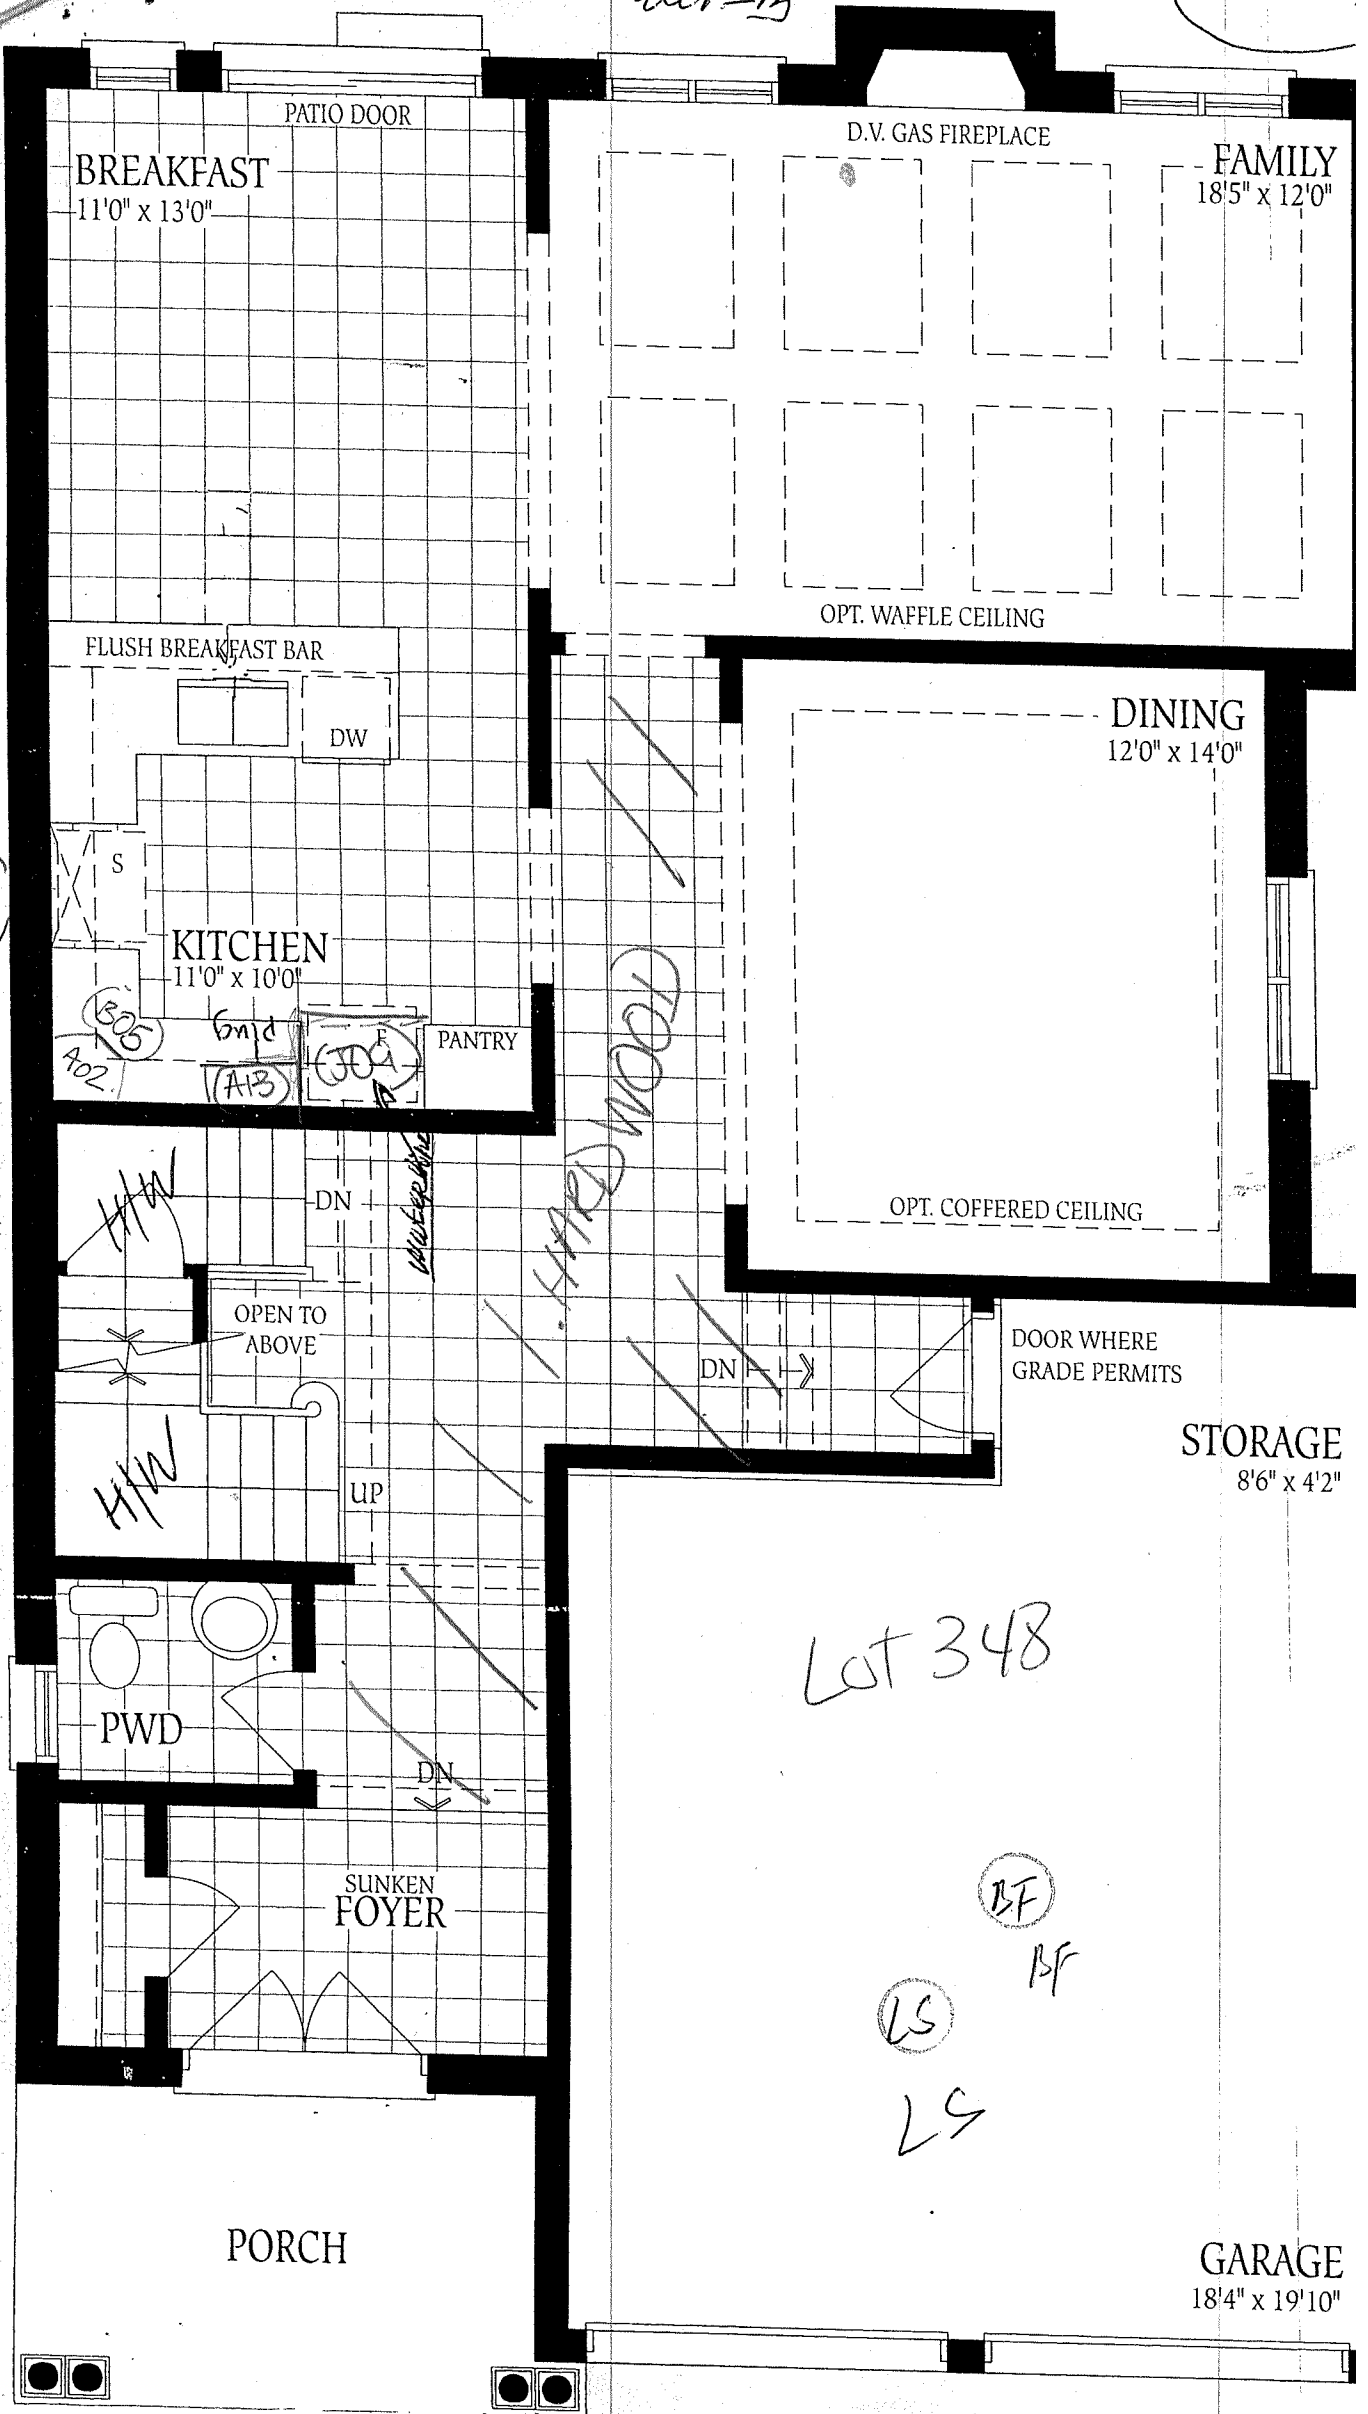 PATIO DOOR
BREAKFAST
11'0" x 13'0"
D.V. GAS FIREPLACE
FAMILY
18'5" x 12'0"
OPT. WAFFLE CEILING
FLUSH BREAKFAST BAR
DW
DINING
12'0" x 14'0"
S
KITCHEN
11'0" x 10'0"
B05
A02
plug
A13
F
J09
PANTRY
HARDWOOD
H/W
DN
OPT. COFFERED CEILING
OPEN TO
ABOVE
DN
DOOR WHERE
GRADE PERMITS
STORAGE
8'6" x 4'2"
H/W
UP
Lot 348
PWD
DN
SUNKEN
FOYER
BF
BF
LS
LS
PORCH
GARAGE
18'4" x 19'10"